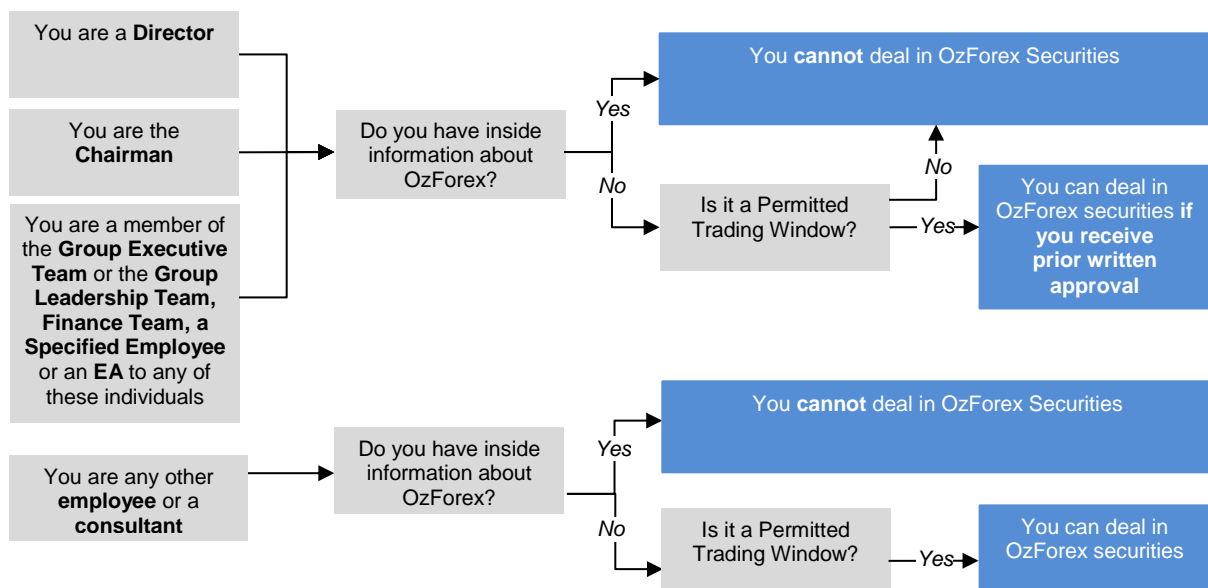 You are a Director
You are the
Chairman
You are a member of
the Group Executive
Team or the Group
Leadership Team,
Finance Team, a
Specified Employee
or an EA to any of
these individuals
Do you have inside
information about
OzForex?
Yes
No
You cannot deal in OzForex Securities
Is it a Permitted
Trading Window?
No
Yes
You can deal in
OzForex securities if
you receive
prior written
approval
You are any other
employee or a
consultant
Do you have inside
information about
OzForex?
Yes
No
You cannot deal in OzForex Securities
Is it a Permitted
Trading Window?
Yes
You can deal in
OzForex securities